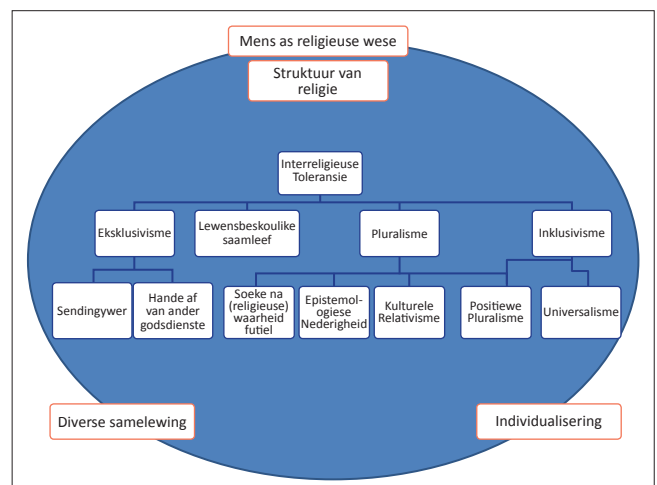 Mens as religieuse wese
Struktuur van
religie
Interreligieuse
Toleransie
Eksklusivisme
Lewensbeskoulike
saamleef
Pluralisme
Inklusivisme
Sendingywer
Hande af
van ander
godsdienste
Soeke na
(religieuse)
waarheid
futiel
Epistemol-
ogiese
Nederigheid
Kulturele
Relativisme
Positiewe
Pluralisme
Universalisme
Diverse samelewing
Individualisering